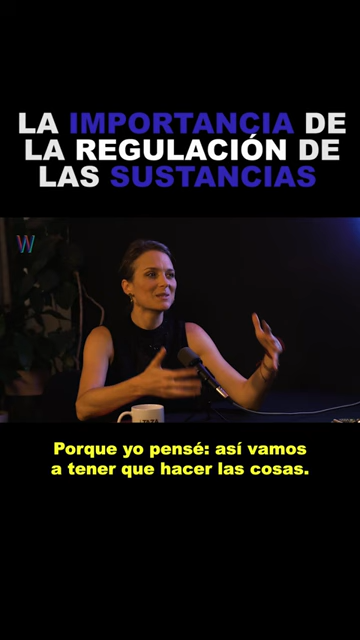 LA IMPORTANCIA DE
LA REGULACIÓN DE
LAS SUSTANCIAS
W
Porque yo pensé: así vamos
a tener que hacer las cosas.